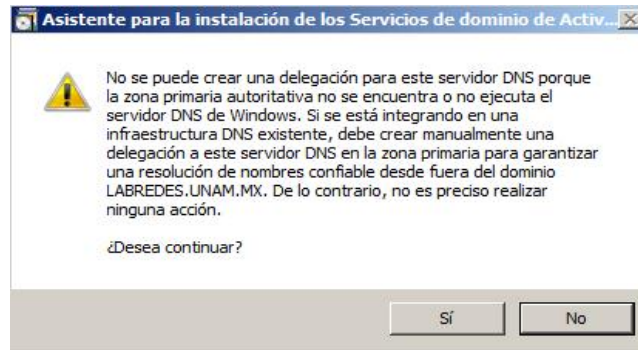 Asistente para la instalación de los Servicios de dominio de Activ...
No se puede crear una delegación para este servidor DNS porque
la zona primaria autoritativa no se encuentra o no ejecuta el
servidor DNS de Windows. Si se está integrando en una
infraestructura DNS existente, debe crear manualmente una
delegación a este servidor DNS en la zona primaria para garantizar
una resolución de nombres confiable desde fuera del dominio
LABREDES.UNAM.MX. De lo contrario, no es preciso realizar
ninguna acción.
¿Desea continuar?
Sí
No